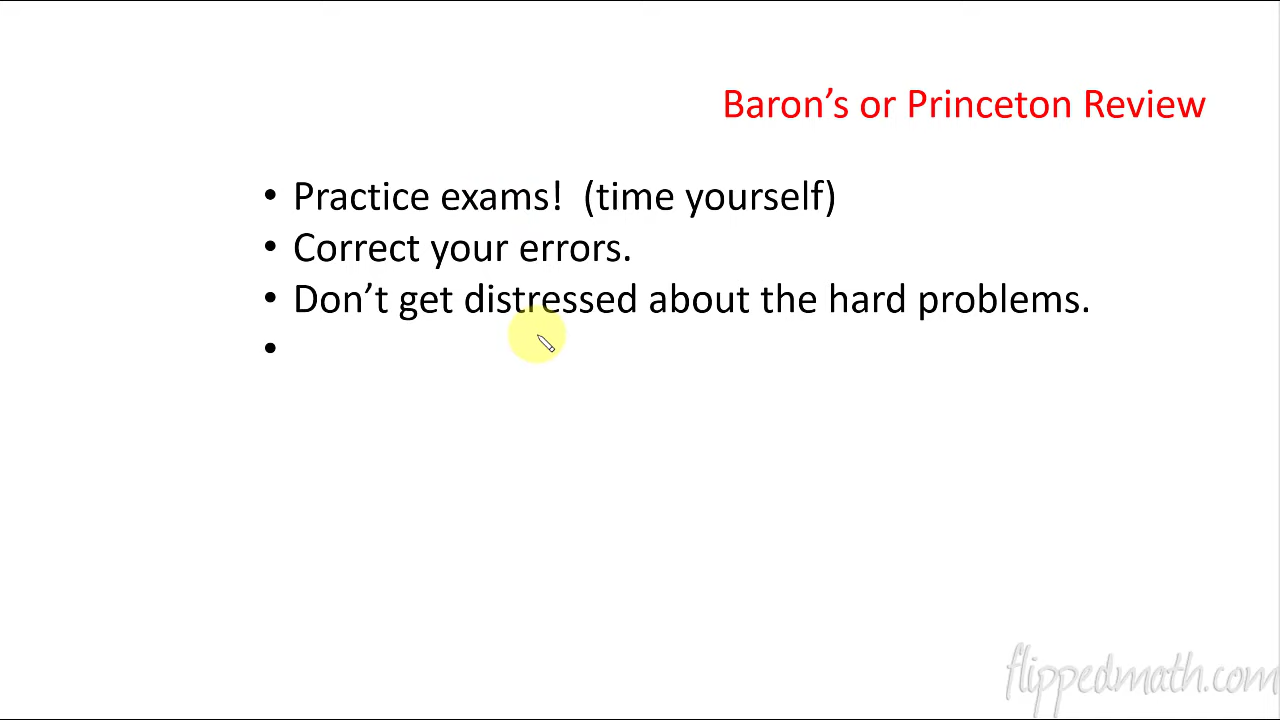 Baron's or Princeton Review
• Practice exams!  (time yourself)
• Correct your errors.
• Don't get distressed about the hard problems.
•
flippedmath.com